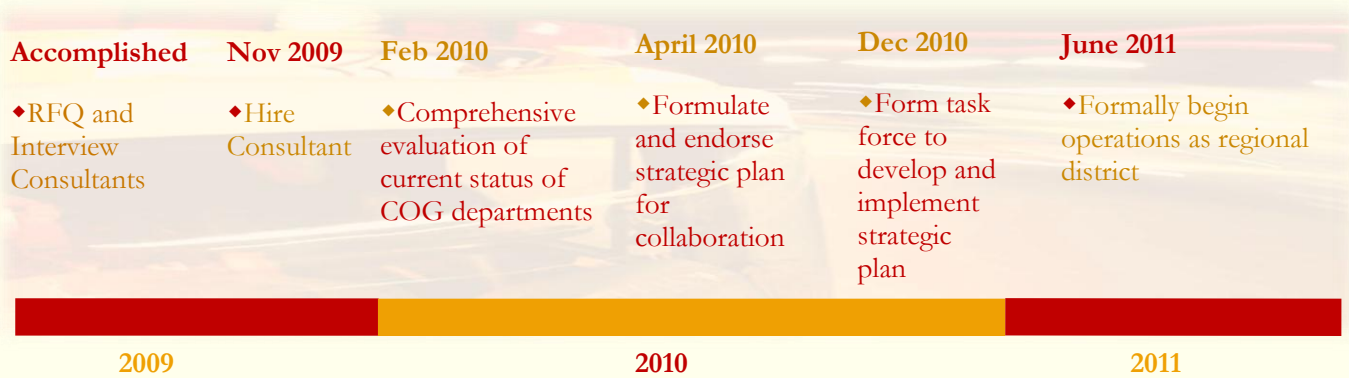 Accomplished
◆RFQ and
Interview
Consultants
Nov 2009
◆Hire
Consultant
Feb 2010
◆Comprehensive
evaluation of
current status of
COG departments
April 2010
◆Formulate
and endorse
strategic plan
for
collaboration
Dec 2010
◆Form task
force to
develop and
implement
strategic
plan
June 2011
◆Formally begin
operations as regional
district
2009
2010
2011